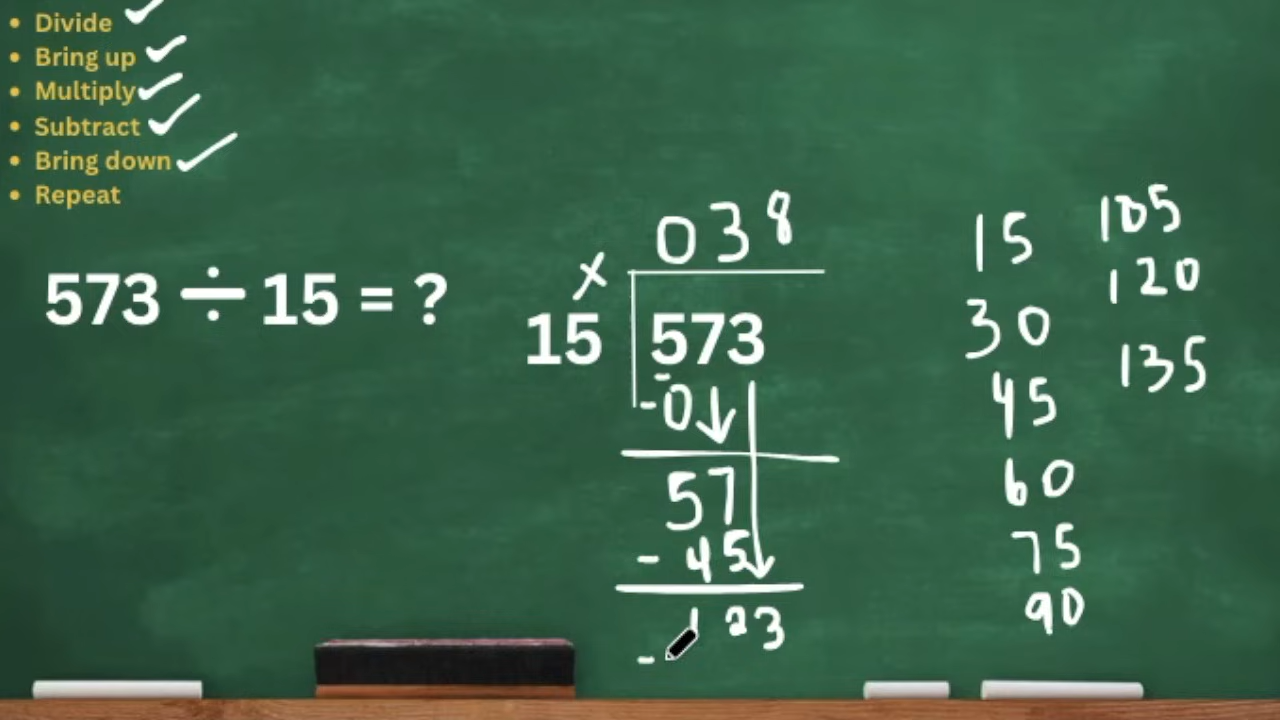 • Divide ✓
• Bring up ✓
• Multiply ✓
• Subtract ✓
• Bring down ✓
• Repeat
573 ÷ 15 = ?
038
x
15 573
-0
57
- 45
123
-
15
30
45
60
75
90
105
120
135